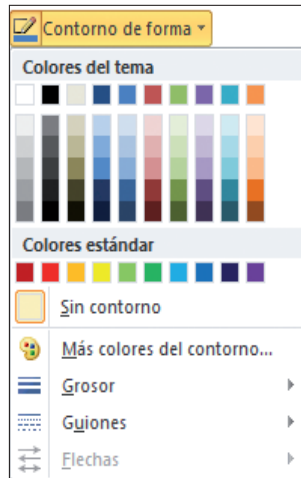 Contorno de forma
Colores del tema
Colores estándar
Sin contorno
Más colores del contorno...
Grosor
Guiones
Flechas